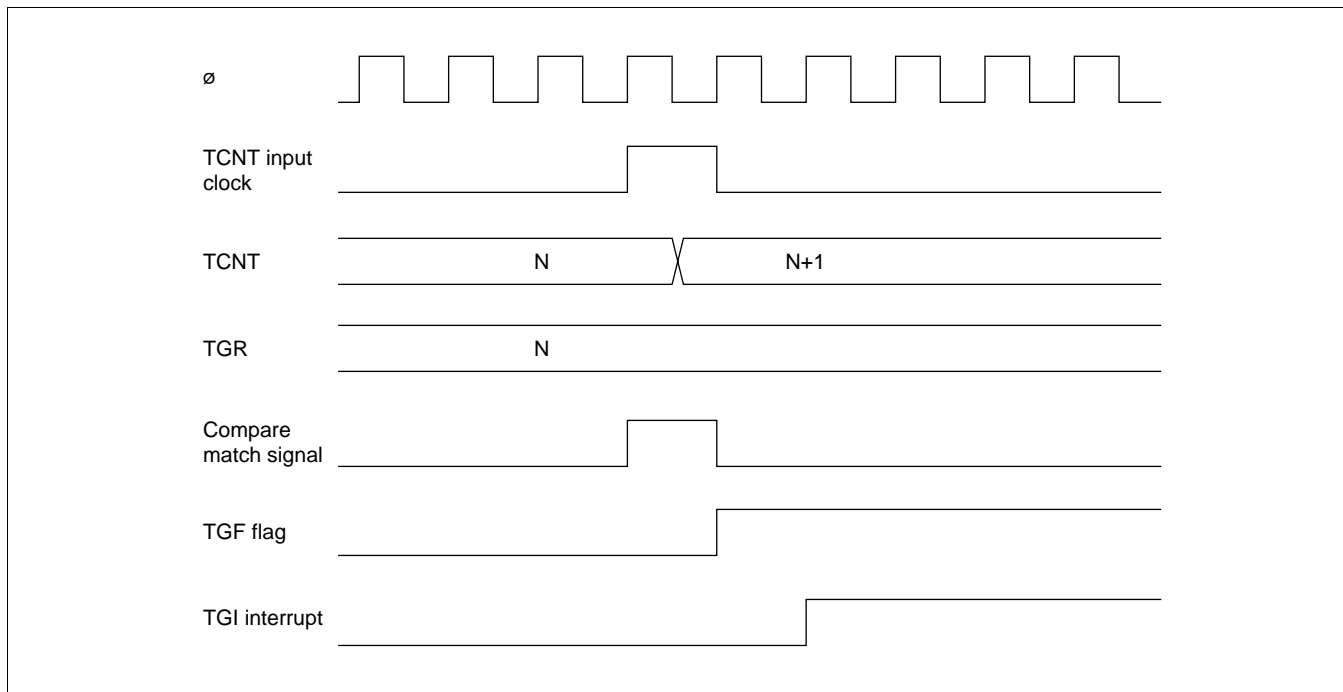 ø
TCNT input
clock
TCNT
N
N+1
TGR
N
Compare
match signal
TGF flag
TGI interrupt